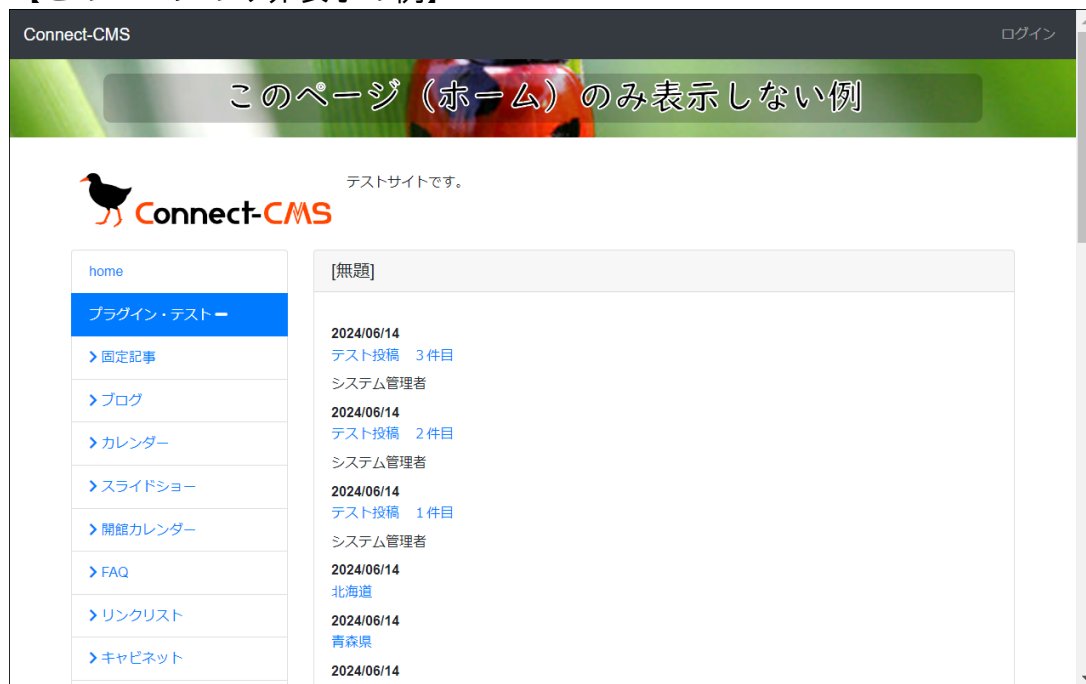 Connect-CMS
ログイン
このページ（ホーム）のみ表示しない例
テストサイトです。
Connect-CMS
home
プラグイン・テスト
固定記事
ブログ
カレンダー
スライドショー
開館カレンダー
FAQ
リンクリスト
キャビネット
[無題]
2024/06/14
テスト投稿　３件目
システム管理者
2024/06/14
テスト投稿　２件目
システム管理者
2024/06/14
テスト投稿　１件目
システム管理者
2024/06/14
北海道
2024/06/14
青森県
2024/06/14